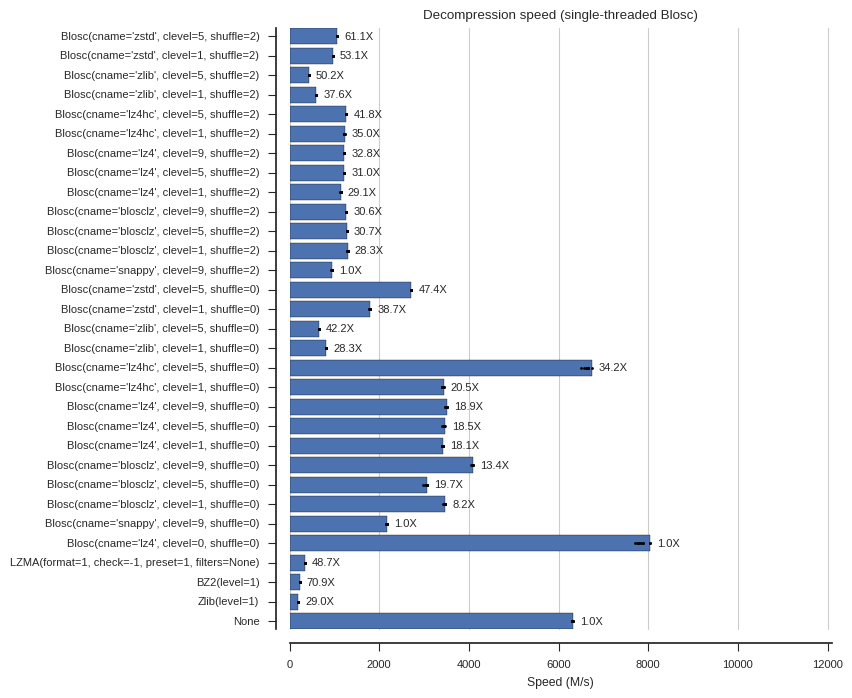 Decompression speed (single-threaded Blosc)
Blosc(cname='zstd', clevel=5, shuffle=2) 61.1X
Blosc(cname='zstd', clevel=1, shuffle=2) 53.1X
Blosc(cname='zlib', clevel=5, shuffle=2) 50.2X
Blosc(cname='zlib', clevel=1, shuffle=2) 37.6X
Blosc(cname='lz4hc', clevel=5, shuffle=2) 41.8X
Blosc(cname='lz4hc', clevel=1, shuffle=2) 35.0X
Blosc(cname='lz4', clevel=9, shuffle=2) 32.8X
Blosc(cname='lz4', clevel=5, shuffle=2) 31.0X
Blosc(cname='lz4', clevel=1, shuffle=2) 29.1X
Blosc(cname='blosclz', clevel=9, shuffle=2) 30.6X
Blosc(cname='blosclz', clevel=5, shuffle=2) 30.7X
Blosc(cname='blosclz', clevel=1, shuffle=2) 28.3X
Blosc(cname='snappy', clevel=9, shuffle=2) 1.0X
Blosc(cname='zstd', clevel=5, shuffle=0) 47.4X
Blosc(cname='zstd', clevel=1, shuffle=0) 38.7X
Blosc(cname='zlib', clevel=5, shuffle=0) 42.2X
Blosc(cname='zlib', clevel=1, shuffle=0) 28.3X
Blosc(cname='lz4hc', clevel=5, shuffle=0) 34.2X
Blosc(cname='lz4hc', clevel=1, shuffle=0) 20.5X
Blosc(cname='lz4', clevel=9, shuffle=0) 18.9X
Blosc(cname='lz4', clevel=5, shuffle=0) 18.5X
Blosc(cname='lz4', clevel=1, shuffle=0) 18.1X
Blosc(cname='blosclz', clevel=9, shuffle=0) 13.4X
Blosc(cname='blosclz', clevel=5, shuffle=0) 19.7X
Blosc(cname='blosclz', clevel=1, shuffle=0) 8.2X
Blosc(cname='snappy', clevel=9, shuffle=0) 1.0X
Blosc(cname='lz4', clevel=0, shuffle=0) 1.0X
LZMA(format=1, check=-1, preset=1, filters=None) 48.7X
BZ2(level=1) 70.9X
Zlib(level=1) 29.0X
None 1.0X
0 2000 4000 6000 8000 10000 12000
Speed (M/s)